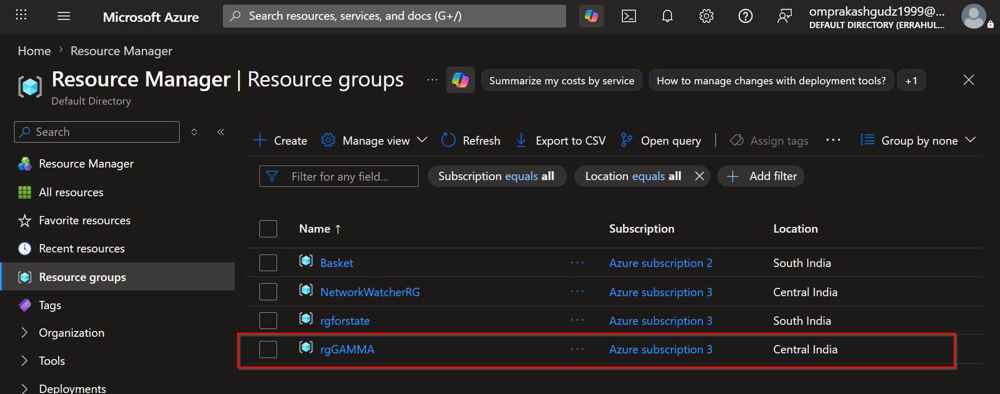 Microsoft Azure
Search resources, services, and docs (G+/)
omprakashgudz1999@...
DEFAULT DIRECTORY (ERRAHUL...
Home > Resource Manager
Resource Manager | Resource groups
...
Summarize my costs by service
How to manage changes with deployment tools?
+1
Default Directory
Search
Create
Manage view
Refresh
Export to CSV
Open query
Assign tags
...
Group by none
Resource Manager
All resources
Favorite resources
Recent resources
Resource groups
Tags
Organization
Tools
Deployments
Filter for any field...
Subscription equals all
Location equals all
Add filter
Name ↑ Subscription Location
Basket ... Azure subscription 2 South India
NetworkWatcherRG ... Azure subscription 3 Central India
rgforstate ... Azure subscription 3 South India
rgGAMMA ... Azure subscription 3 Central India